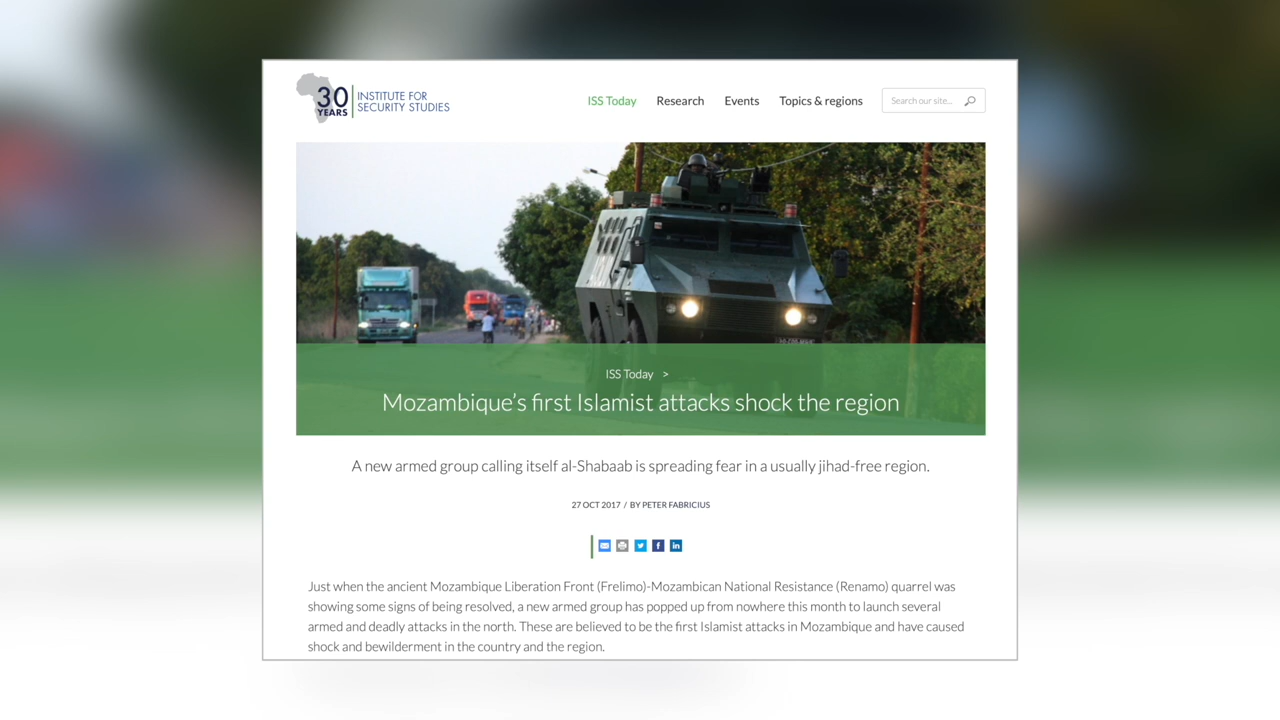 30
YEARS
INSTITUTE FOR
SECURITY STUDIES
ISS Today
Research
Events
Topics & regions
Search our site...
ISS Today >
Mozambique's first Islamist attacks shock the region
A new armed group calling itself al-Shabaab is spreading fear in a usually jihad-free region.
27 OCT 2017 / BY PETER FABRICIUS
Just when the ancient Mozambique Liberation Front (Frelimo)-Mozambican National Resistance (Renamo) quarrel was
showing some signs of being resolved, a new armed group has popped up from nowhere this month to launch several
armed and deadly attacks in the north. These are believed to be the first Islamist attacks in Mozambique and have caused
shock and bewilderment in the country and the region.